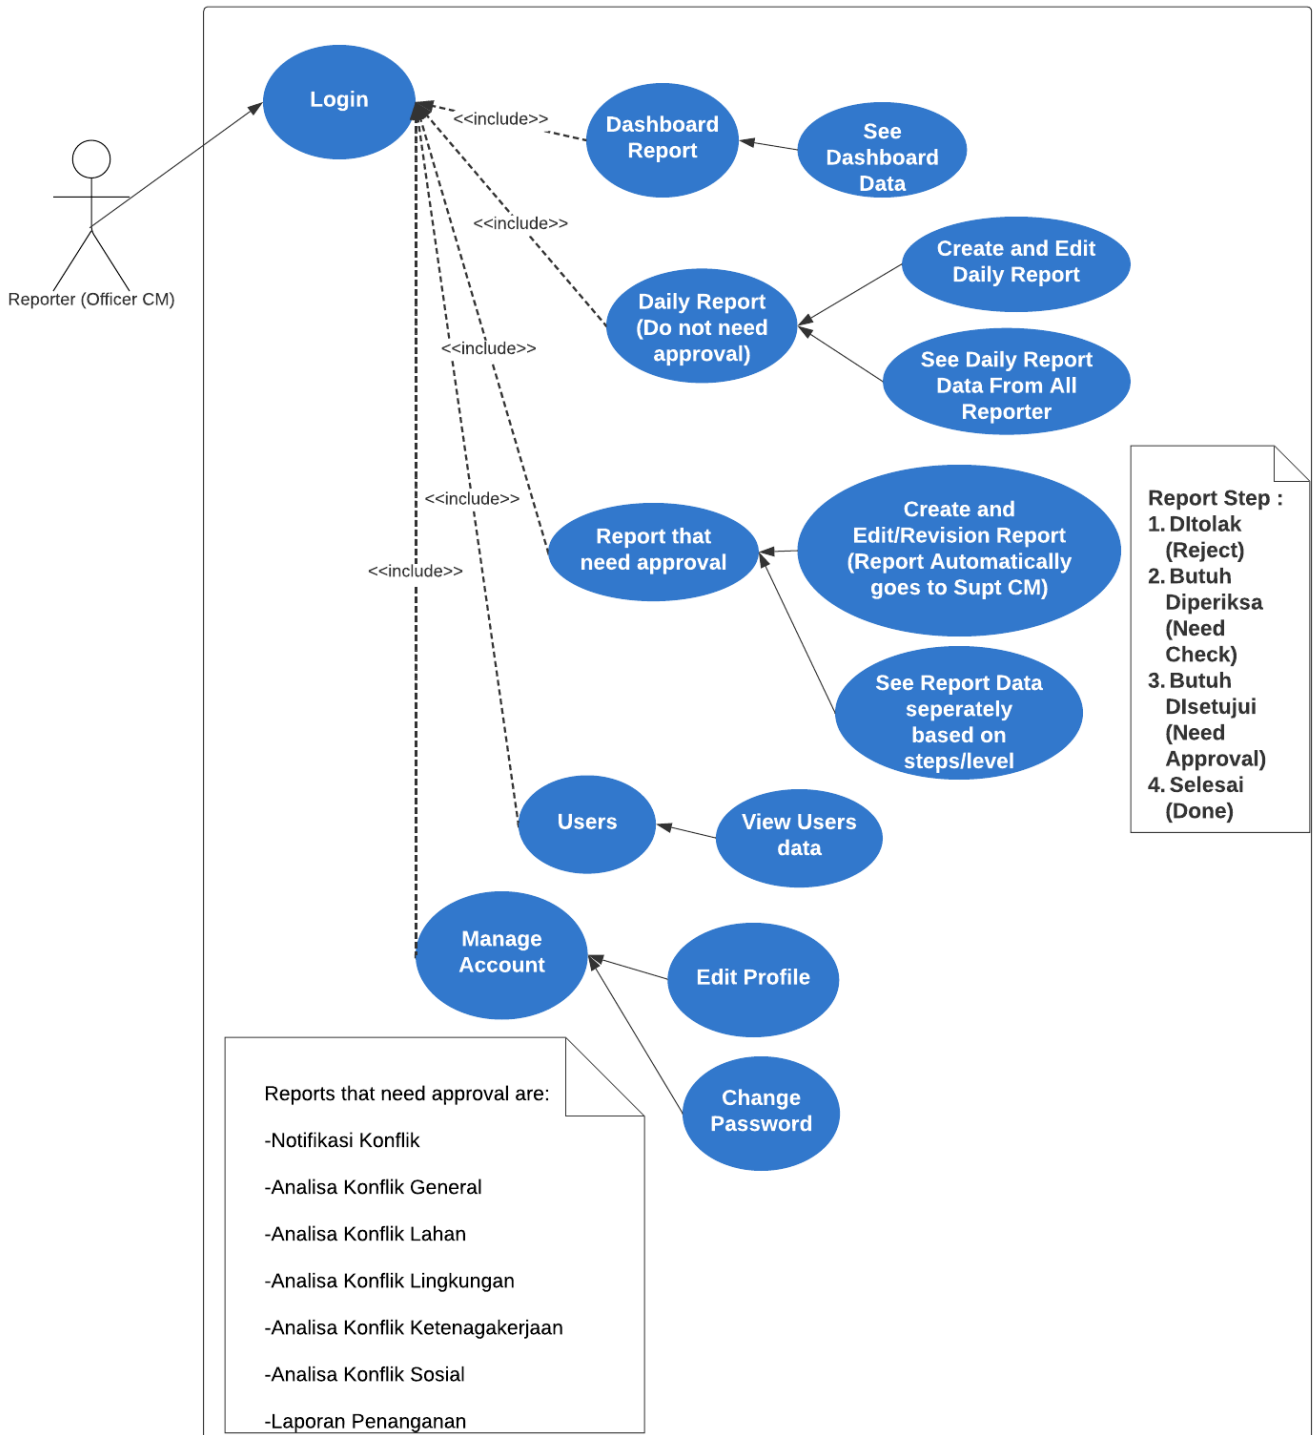 Login
<<include>>
Dashboard
Report
See
Dashboard
Data
Reporter (Officer CM)
<<include>>
Create and Edit
Daily Report
Daily Report
(Do not need
approval)
<<include>>
See Daily Report
Data From All
Reporter
<<include>>
Report that
need approval
Create and
Edit/Revision Report
(Report Automatically
goes to Supt CM)
Report Step :
1. DItolak
(Reject)
2. Butuh
Diperiksa
(Need
Check)
3. Butuh
DIsetujui
(Need
Approval)
4. Selesai
(Done)
<<include>>
See Report Data
seperately
based on
steps/level
Users
View Users
data
Manage
Account
Edit Profile
Change
Password
Reports that need approval are:
-Notifikasi Konflik
-Analisa Konflik General
-Analisa Konflik Lahan
-Analisa Konflik Lingkungan
-Analisa Konflik Ketenagakerjaan
-Analisa Konflik Sosial
-Laporan Penanganan